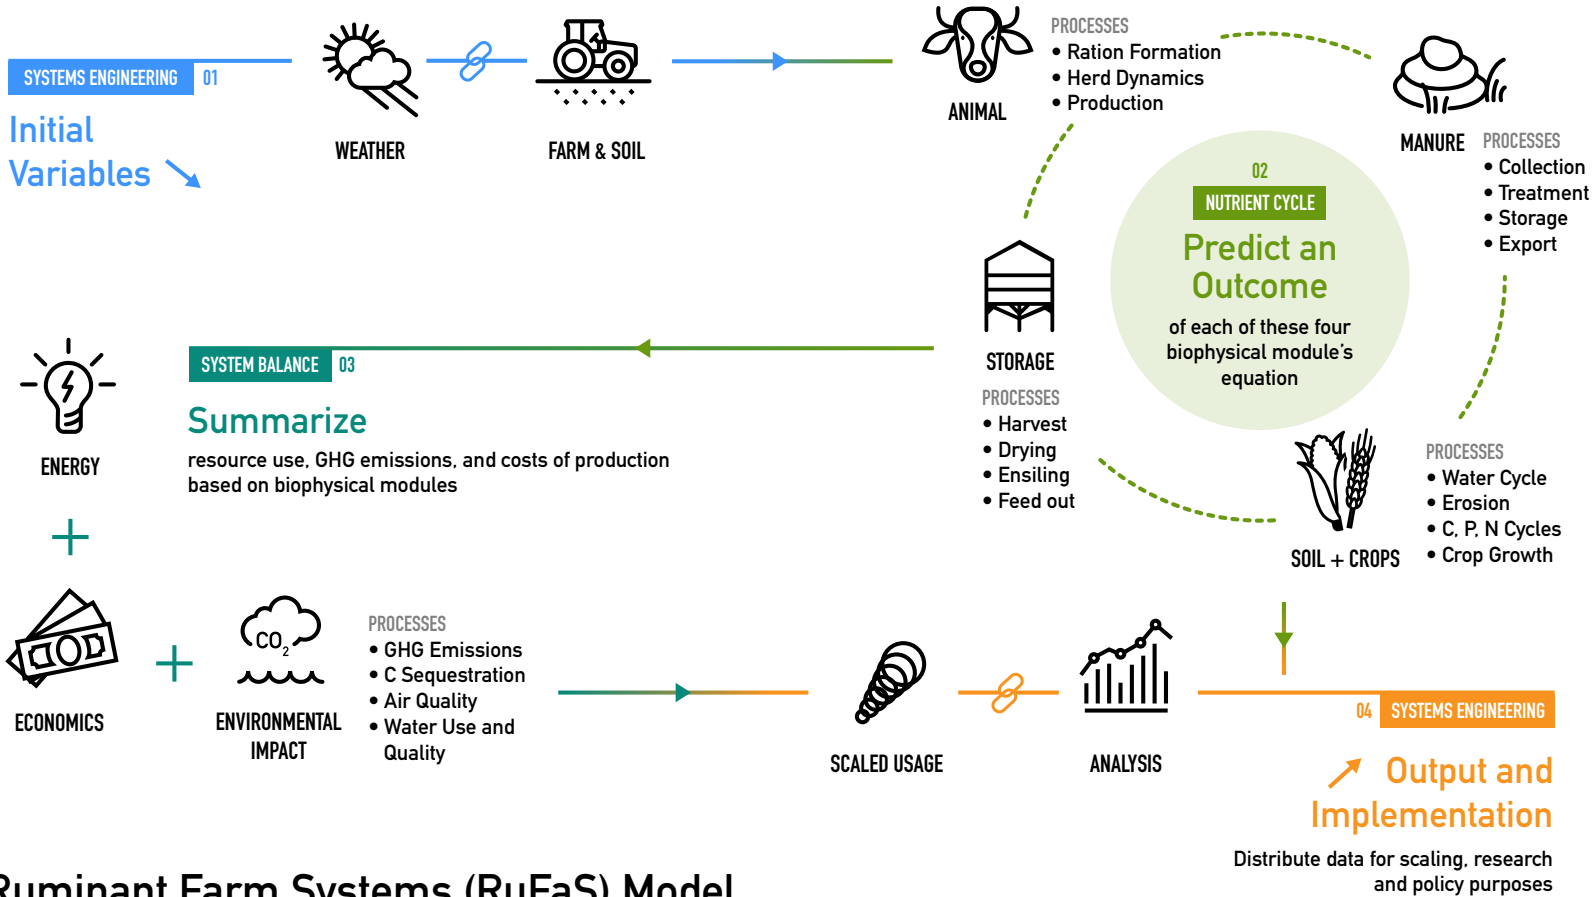 SYSTEMS ENGINEERING 01
Initial
Variables
WEATHER
FARM & SOIL
ANIMAL
PROCESSES
• Ration Formation
• Herd Dynamics
• Production
MANURE
PROCESSES
• Collection
• Treatment
• Storage
• Export
02
NUTRIENT CYCLE
Predict an
Outcome
of each of these four
biophysical module's
equation
STORAGE
PROCESSES
• Harvest
• Drying
• Ensiling
• Feed out
SOIL + CROPS
PROCESSES
• Water Cycle
• Erosion
• C, P, N Cycles
• Crop Growth
SYSTEM BALANCE 03
Summarize
resource use, GHG emissions, and costs of production
based on biophysical modules
ENERGY
ECONOMICS
CO2
ENVIRONMENTAL
IMPACT
PROCESSES
• GHG Emissions
• C Sequestration
• Air Quality
• Water Use and
Quality
SCALED USAGE
ANALYSIS
04 SYSTEMS ENGINEERING
Output and
Implementation
Distribute data for scaling, research
and policy purposes
Ruminant Farm Systems (RuFaS) Model